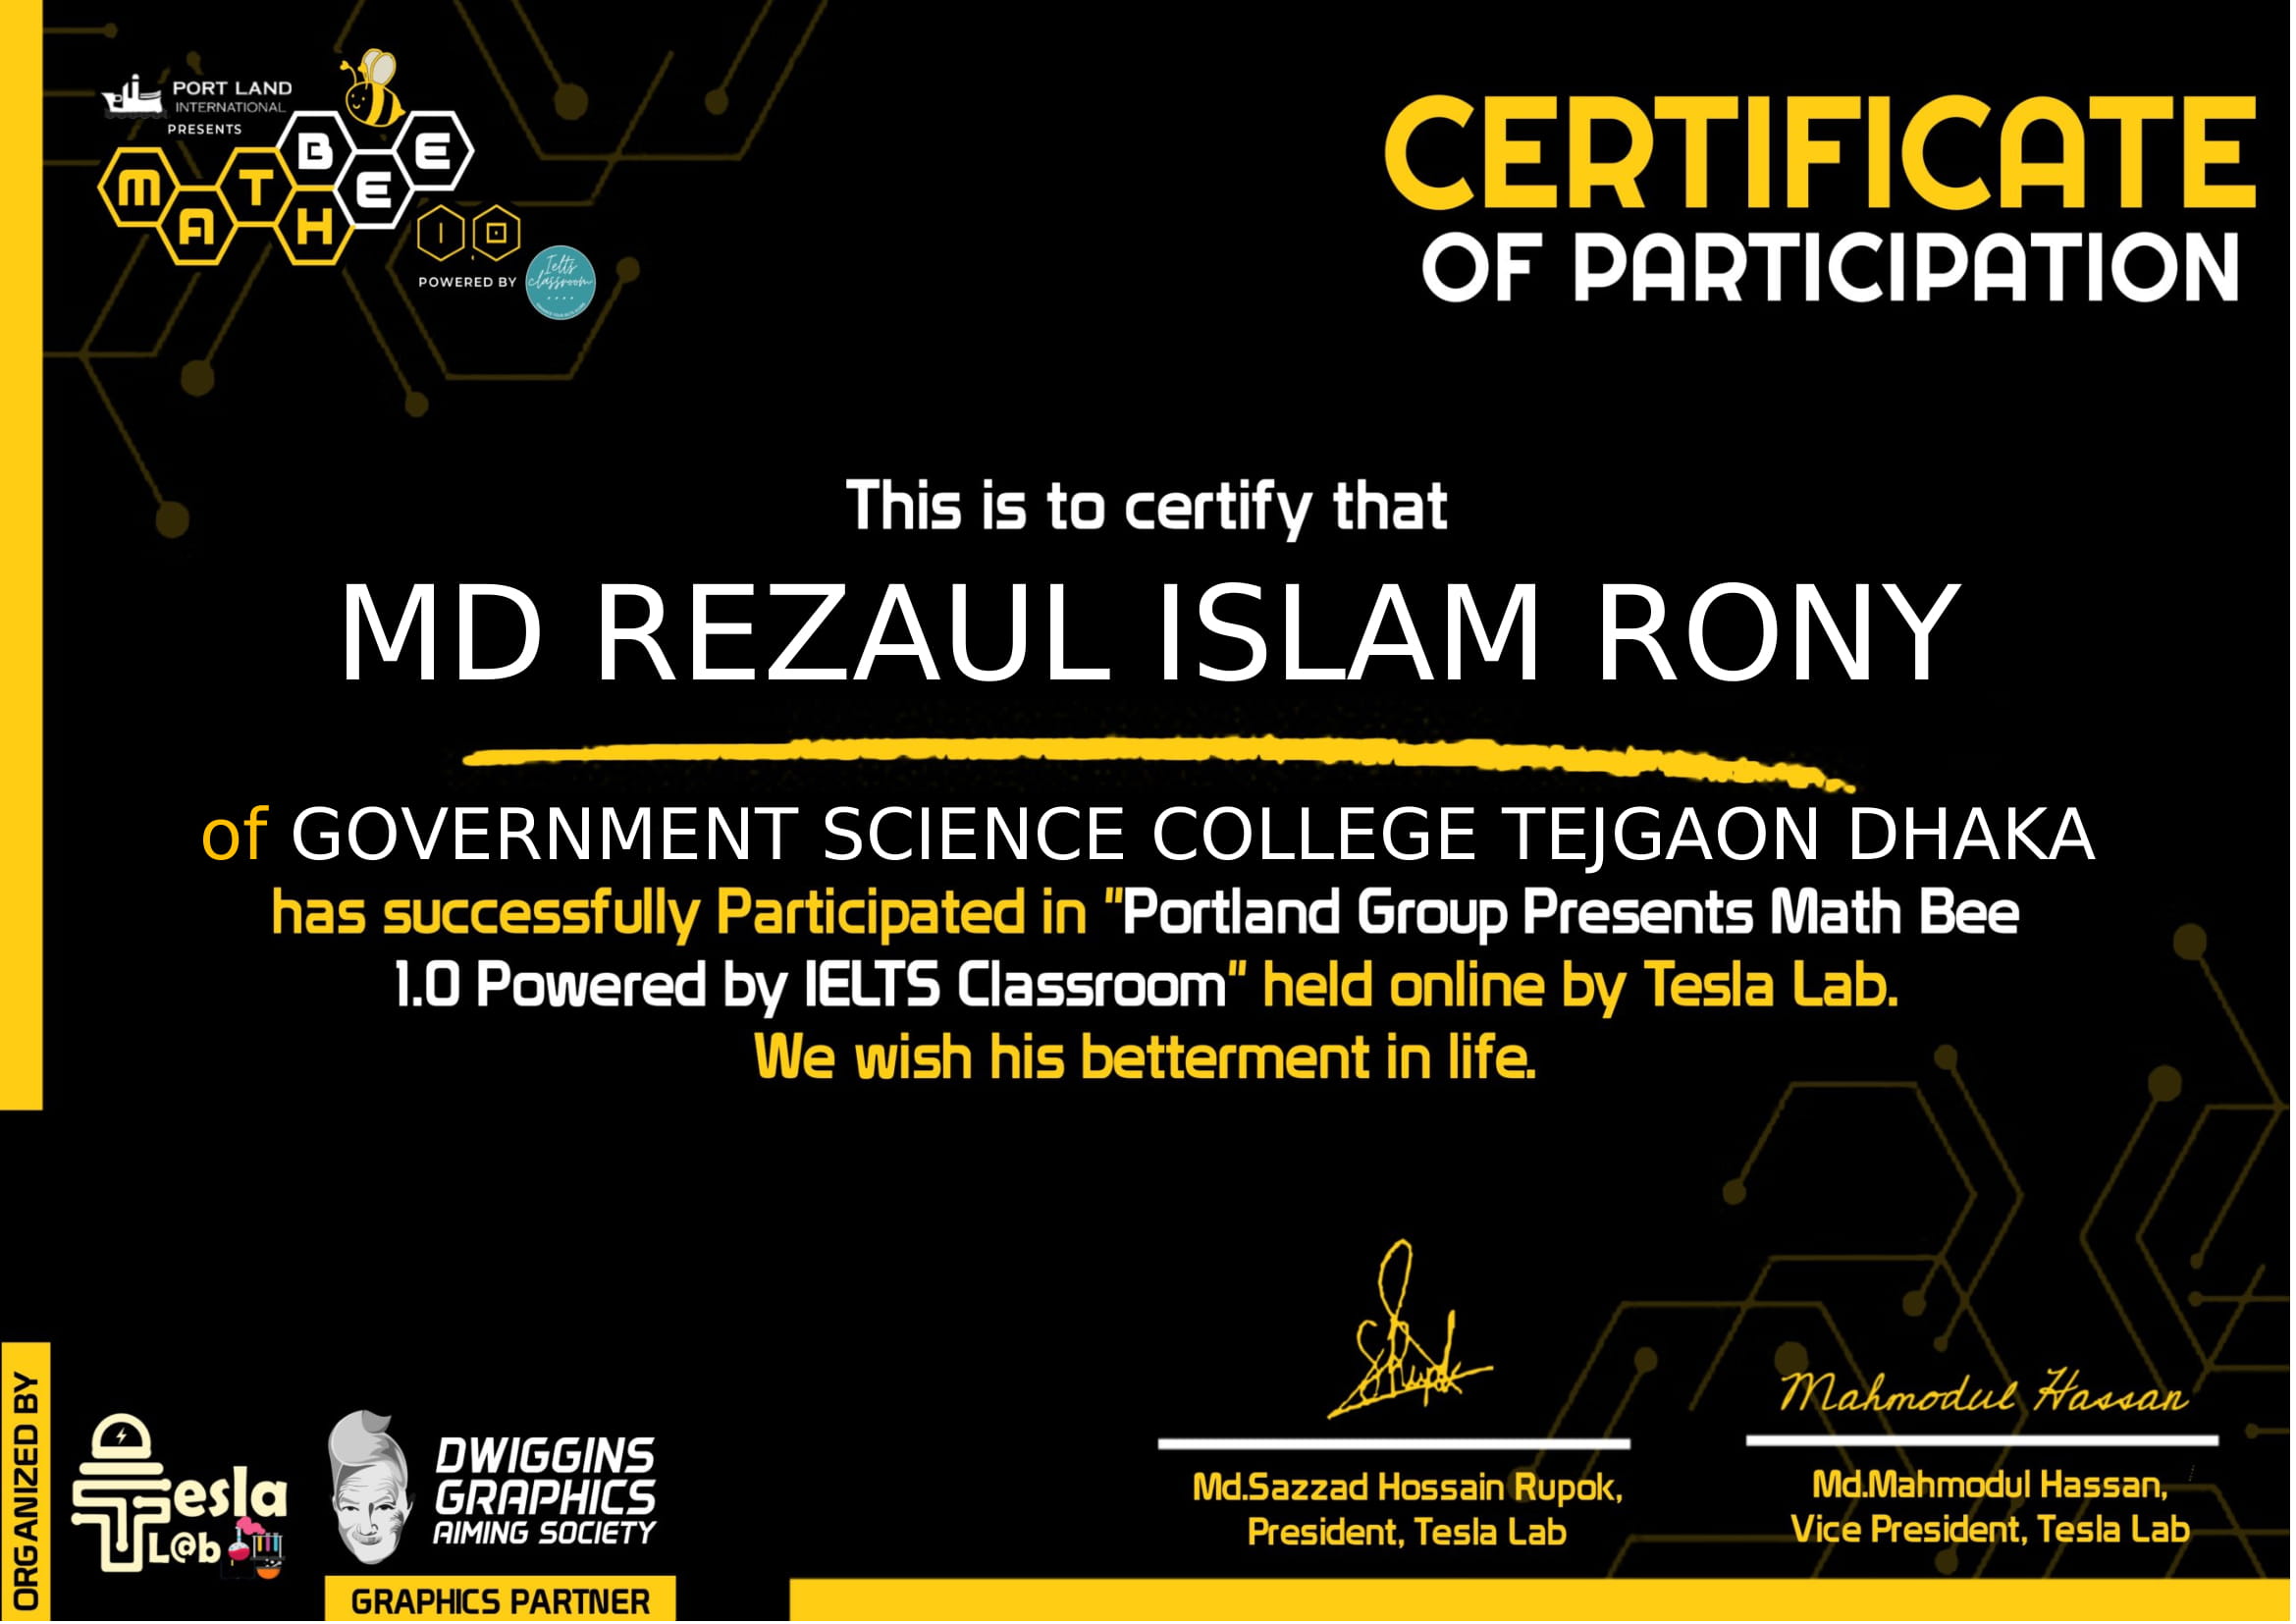 PORT LAND
INTERNATIONAL
PRESENTS
MATH BEE
1.0
POWERED BY
Ielts
classroom
CERTIFICATE
OF PARTICIPATION
This is to certify that
MD REZAUL ISLAM RONY
of GOVERNMENT SCIENCE COLLEGE TEJGAON DHAKA
has successfully Participated in "Portland Group Presents Math Bee
1.0 Powered by IELTS Classroom" held online by Tesla Lab.
We wish his betterment in life.
ORGANIZED BY
Tesla
L@b
DWIGGINS
GRAPHICS
AIMING SOCIETY
GRAPHICS PARTNER
SRupok
Md.Sazzad Hossain Rupok,
President, Tesla Lab
Mahmodul Hassan
Md.Mahmodul Hassan,
Vice President, Tesla Lab